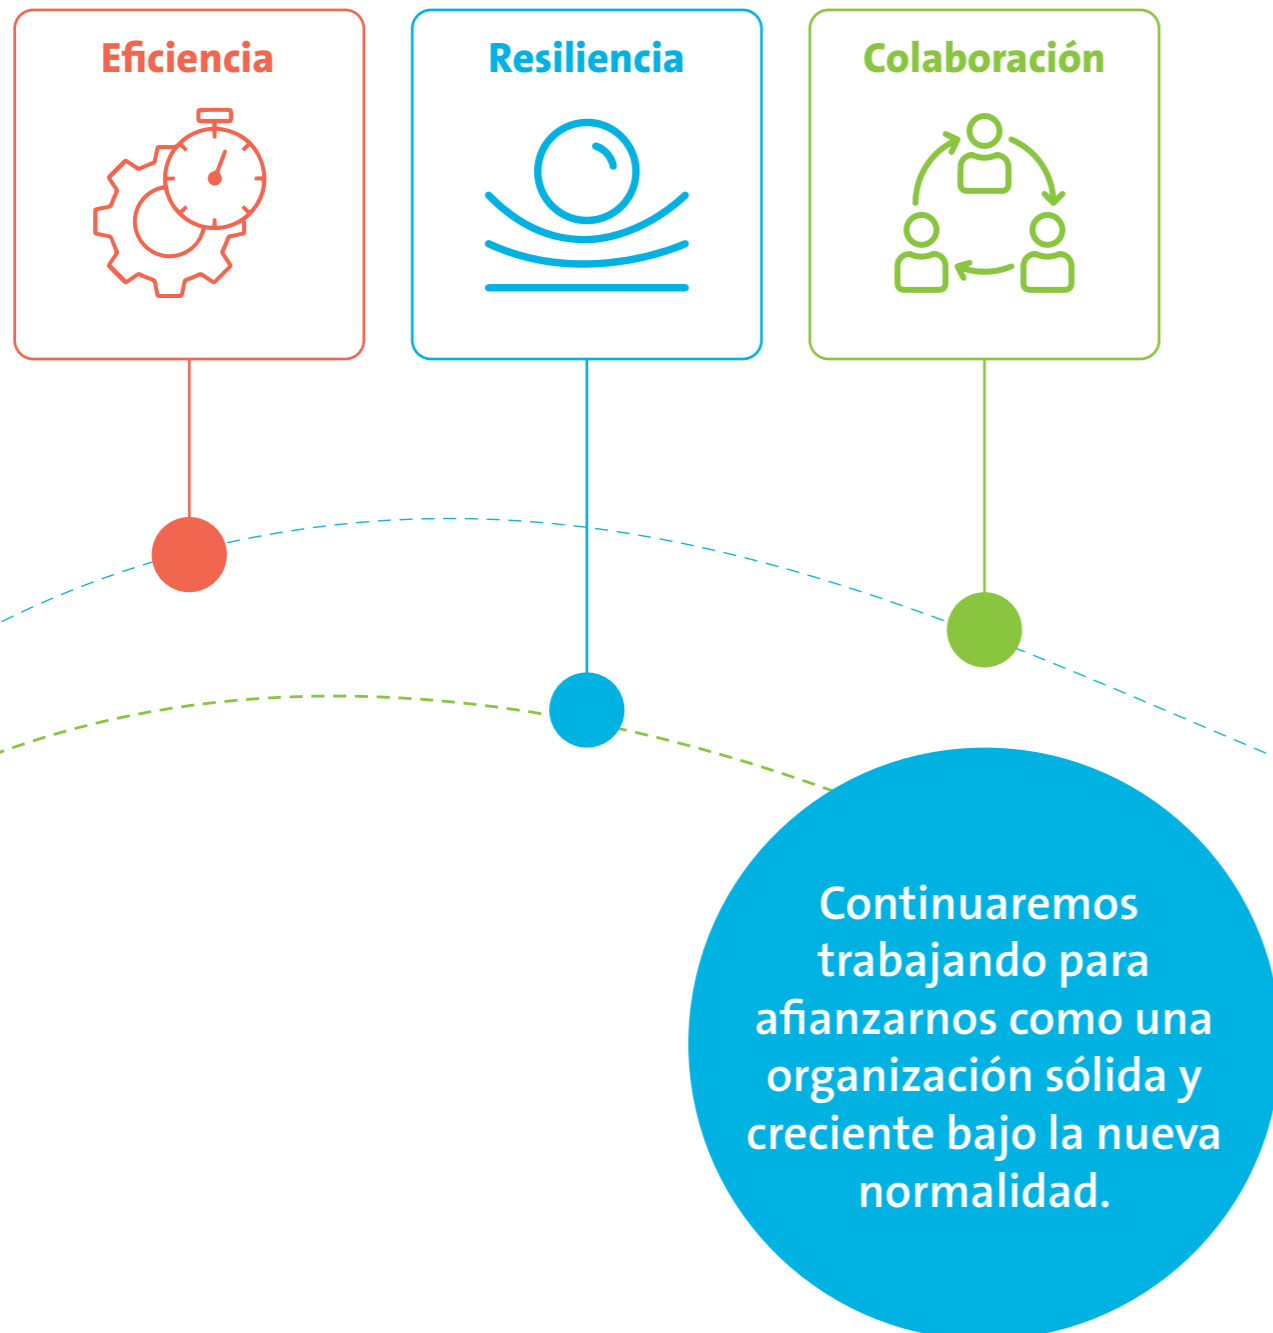 Eficiencia
Resiliencia
Colaboración
Continuaremos
trabajando para
afianzarnos como una
organización sólida y
creciente bajo la nueva
normalidad.